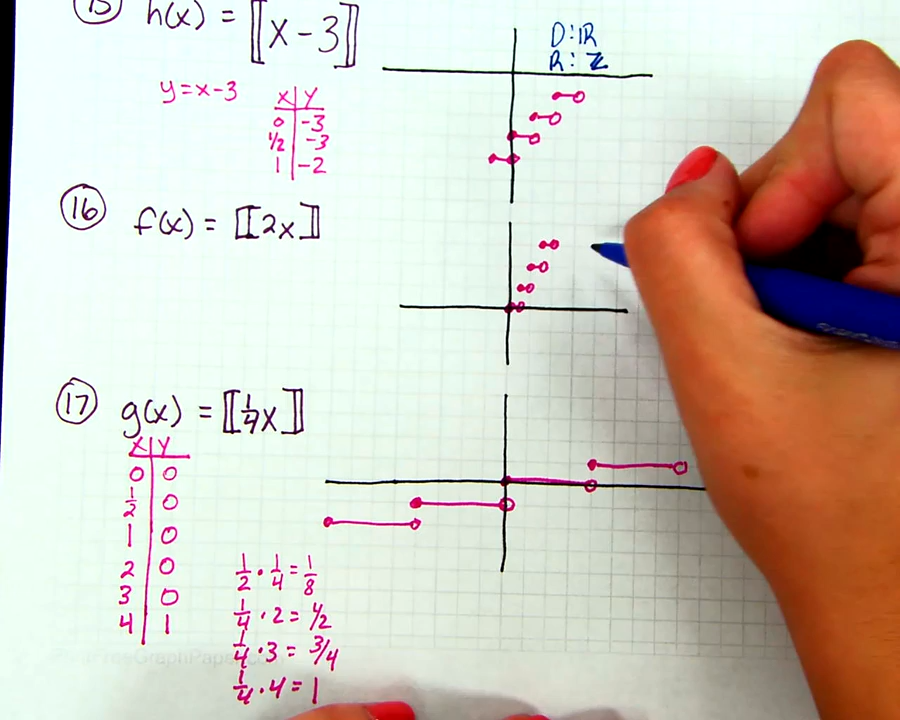 15 h(x) = ⟦x - 3⟧
D: ℝ
R: ℤ
y = x - 3
x | y
0 | -3
1/2 | -3
1 | -2
16 f(x) = ⟦2x⟧
17 g(x) = ⟦1/4 x⟧
x | y
0 | 0
1/2 | 0
1 | 0
2 | 0
3 | 0
4 | 1
1/2 · 1/4 = 1/8
1/4 · 2 = 1/2
1/4 · 3 = 3/4
1/4 · 4 = 1